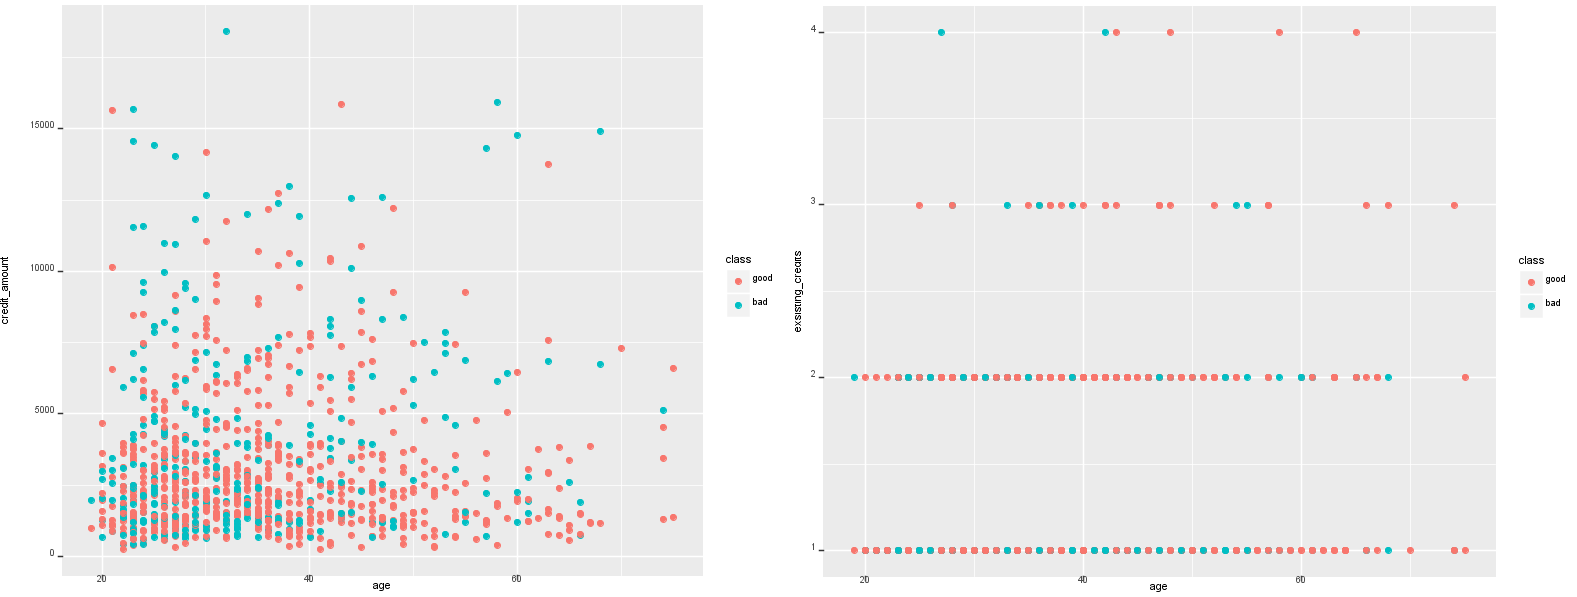 credit_amount
15000
10000
5000
0
20
40
60
age
class
good
bad
exsisting_credits
4
3
2
1
20
40
60
age
class
good
bad